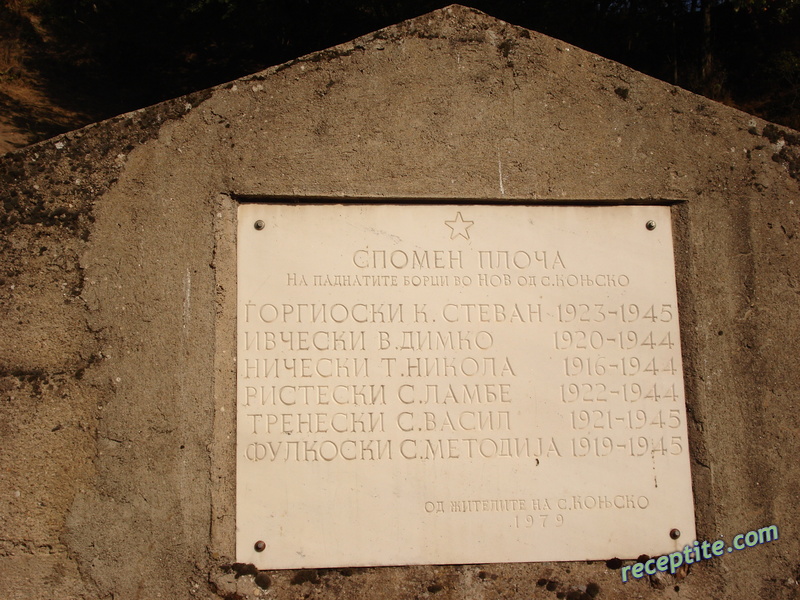 СПОМЕН ПЛОЧА
НА ПАДНАТИТЕ БОРЦИ ВО НОВ ОД С.КОЊСКО
ЃОРГИОСКИ К. СТЕВАН 1923-1945
ИВЧЕСКИ В.ДИМКО 1920-1944
НИЧЕСКИ Т.НИКОЛА 1916-1944
РИСТЕСКИ С.ЛАМБЕ 1922-1944
ТРЕНЕСКИ С.ВАСИЛ 1921-1945
ФУЛКОСКИ С.МЕТОДИЈА 1919-1945
ОД ЖИТЕЛИТЕ НА С.КОЊСКО
1979
receptite.com